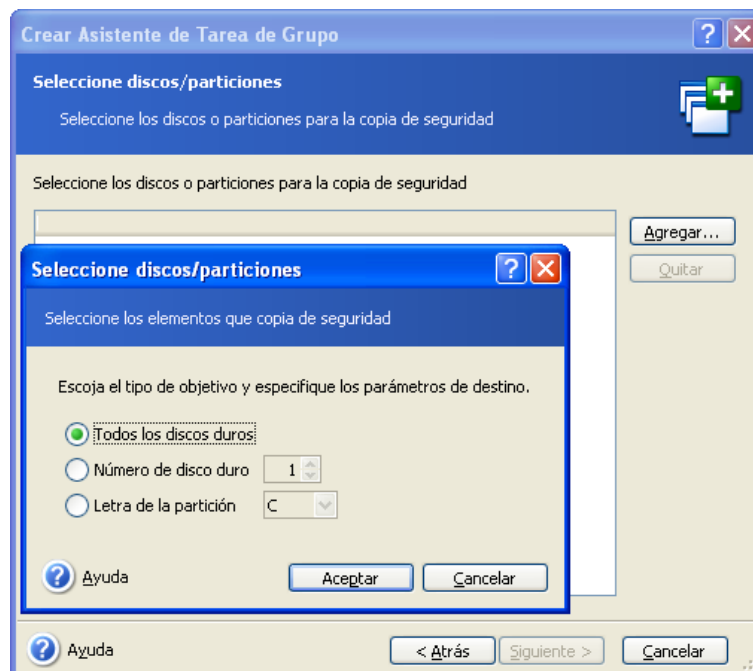 Crear Asistente de Tarea de Grupo
Seleccione discos/particiones
Seleccione los discos o particiones para la copia de seguridad
Seleccione los discos o particiones para la copia de seguridad
Agregar...
Quitar
Seleccione discos/particiones
Seleccione los elementos que copia de seguridad
Escoja el tipo de objetivo y especifique los parámetros de destino.
Todos los discos duros
Número de disco duro 1
Letra de la partición C
Ayuda Aceptar Cancelar
Ayuda < Atrás Siguiente > Cancelar